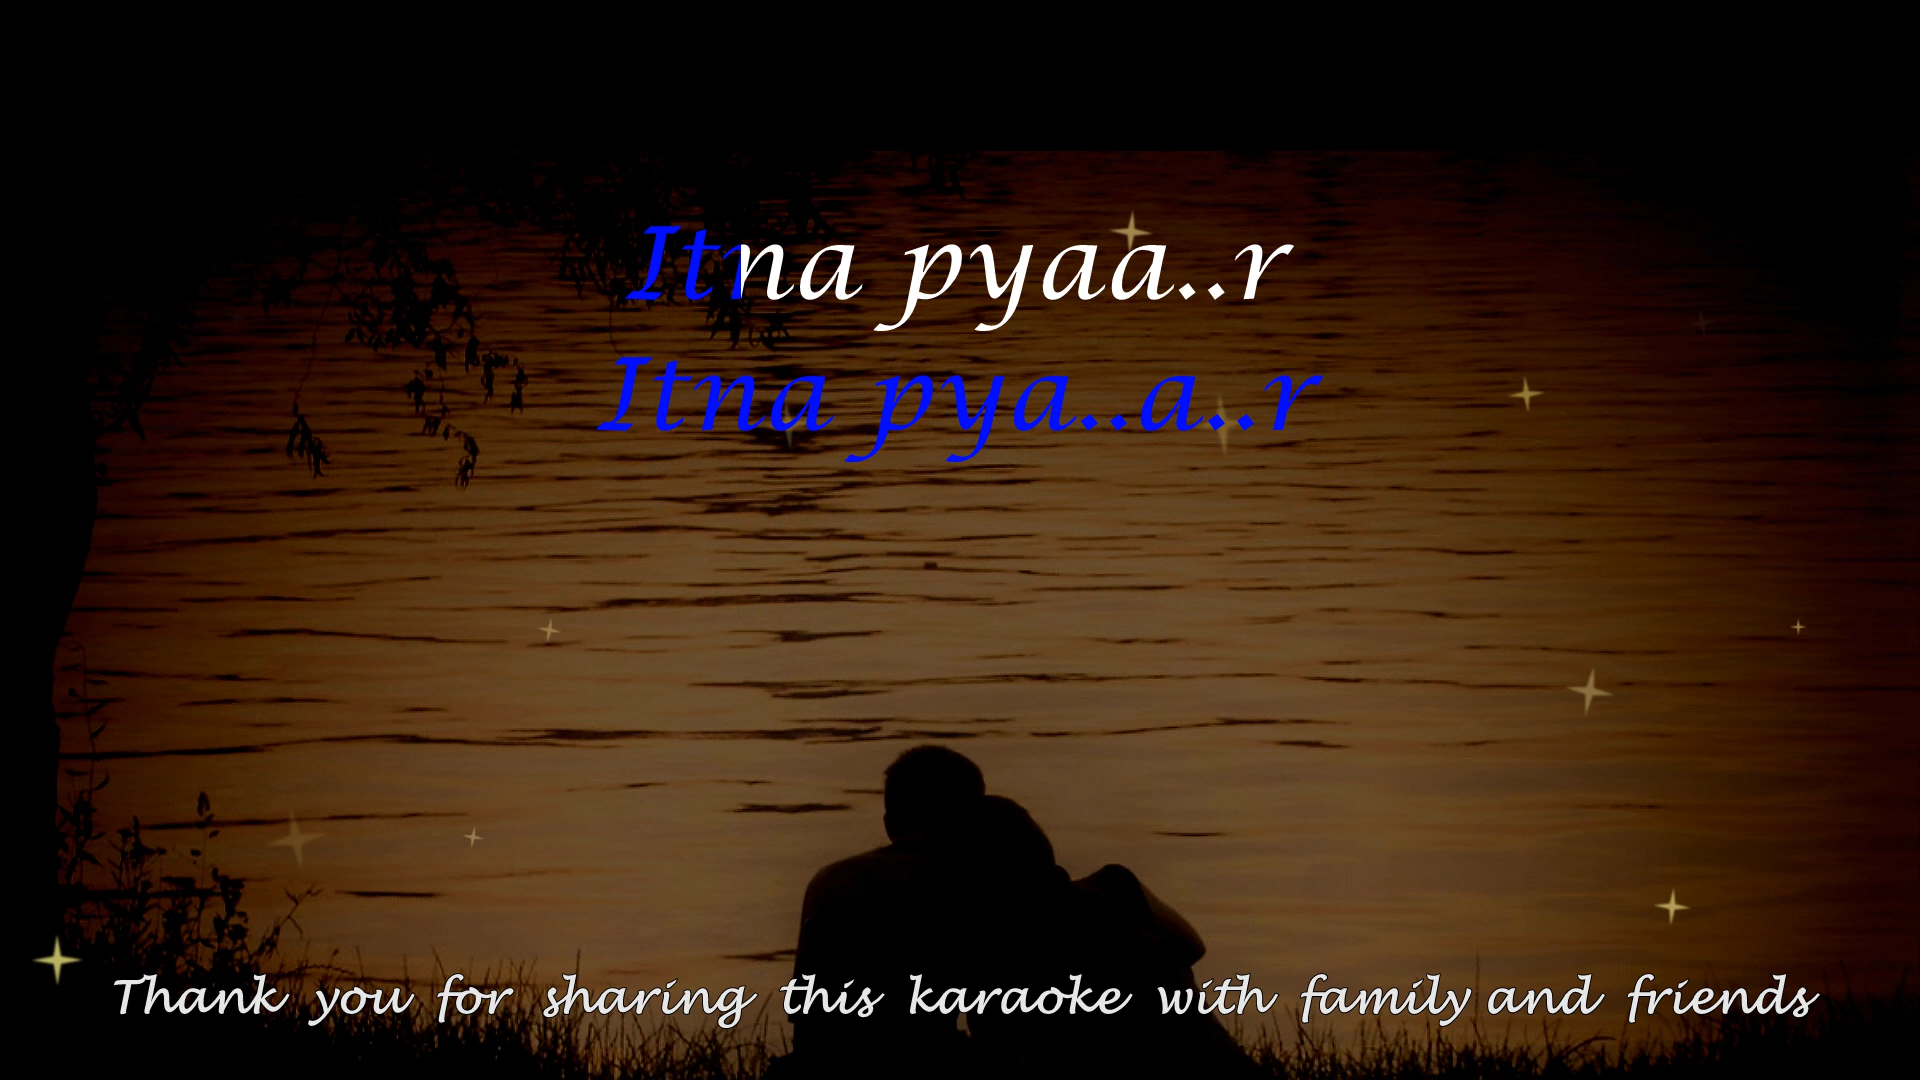 Itna pyaa..r
Itna pya..a..r
Thank you for sharing this karaoke with family and friends